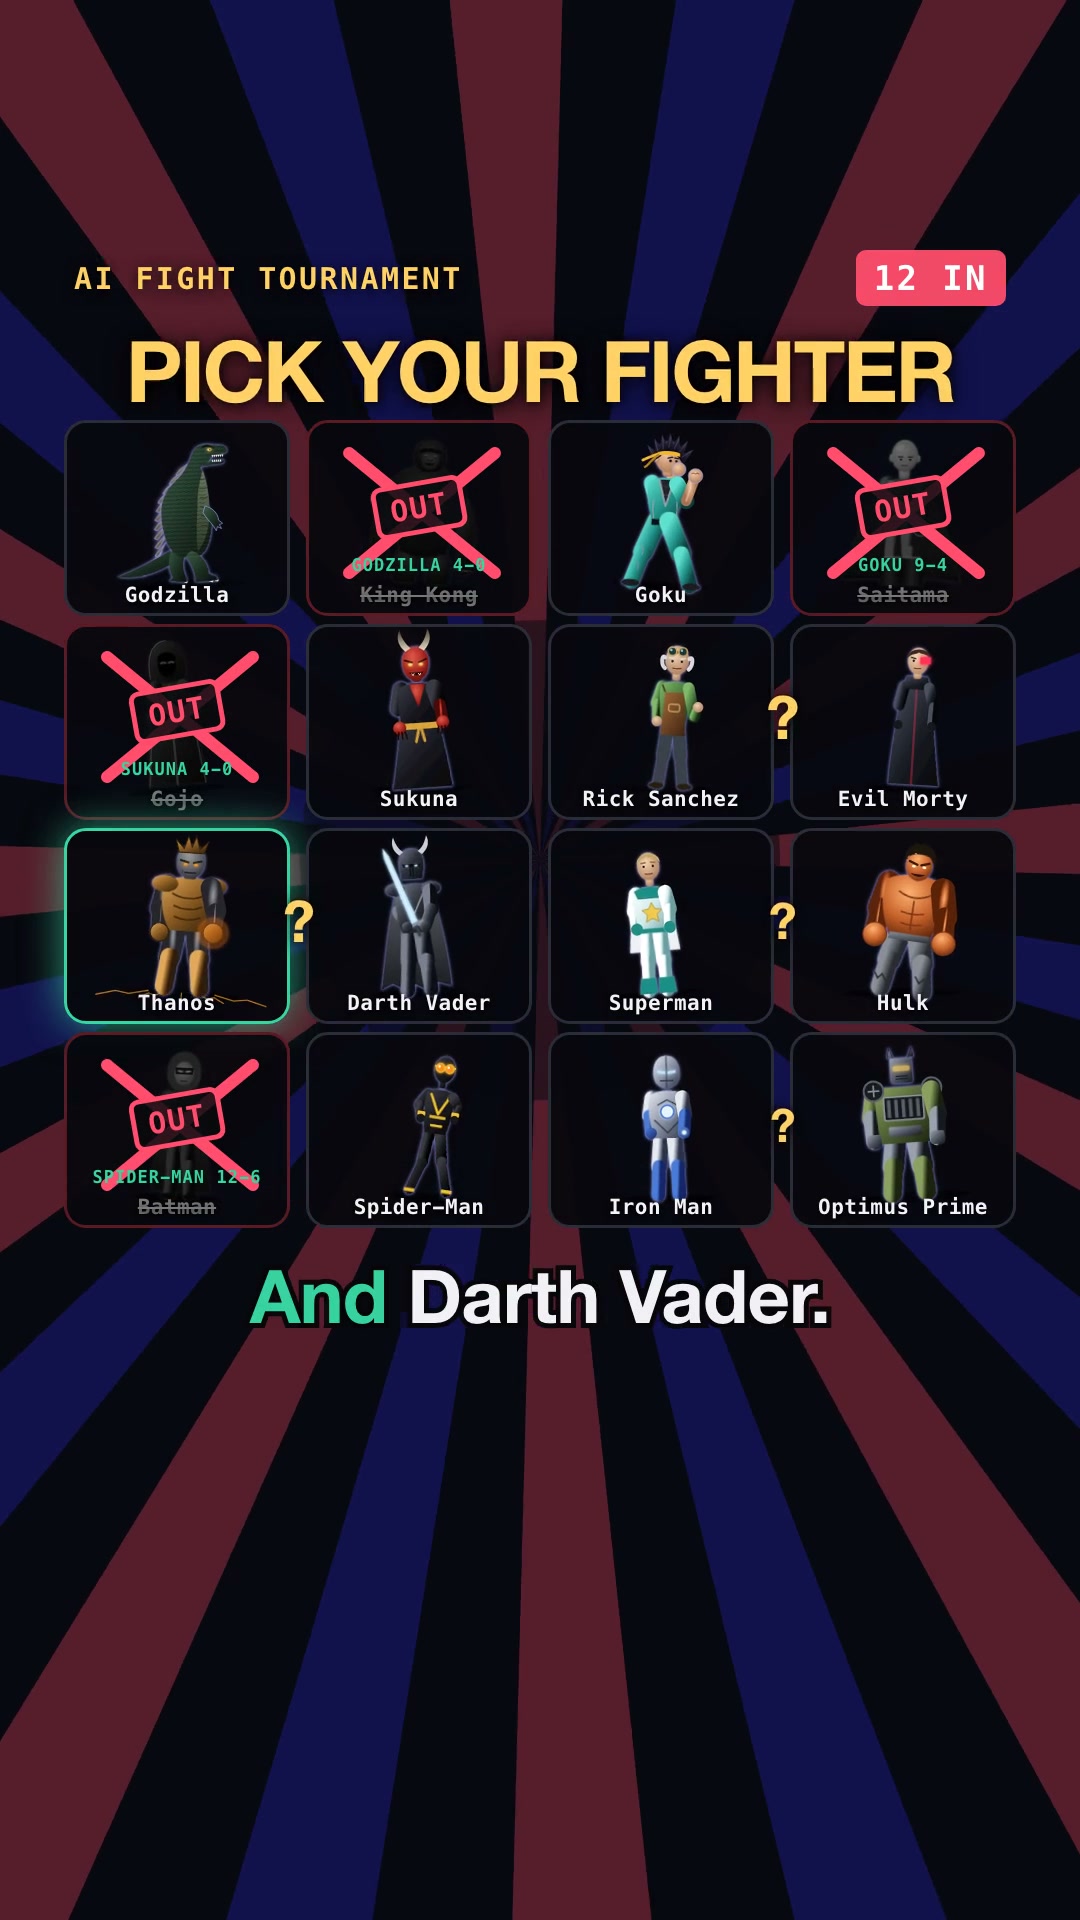 AI FIGHT TOURNAMENT
12 IN
PICK YOUR FIGHTER
Godzilla
OUT
GODZILLA 4-0
King Kong
Goku
OUT
GOKU 9-4
Saitama
OUT
SUKUNA 4-0
Gojo
Sukuna
Rick Sanchez
?
Evil Morty
Thanos
?
Darth Vader
Superman
?
Hulk
OUT
SPIDER-MAN 12-6
Batman
Spider-Man
Iron Man
?
Optimus Prime
And Darth Vader.